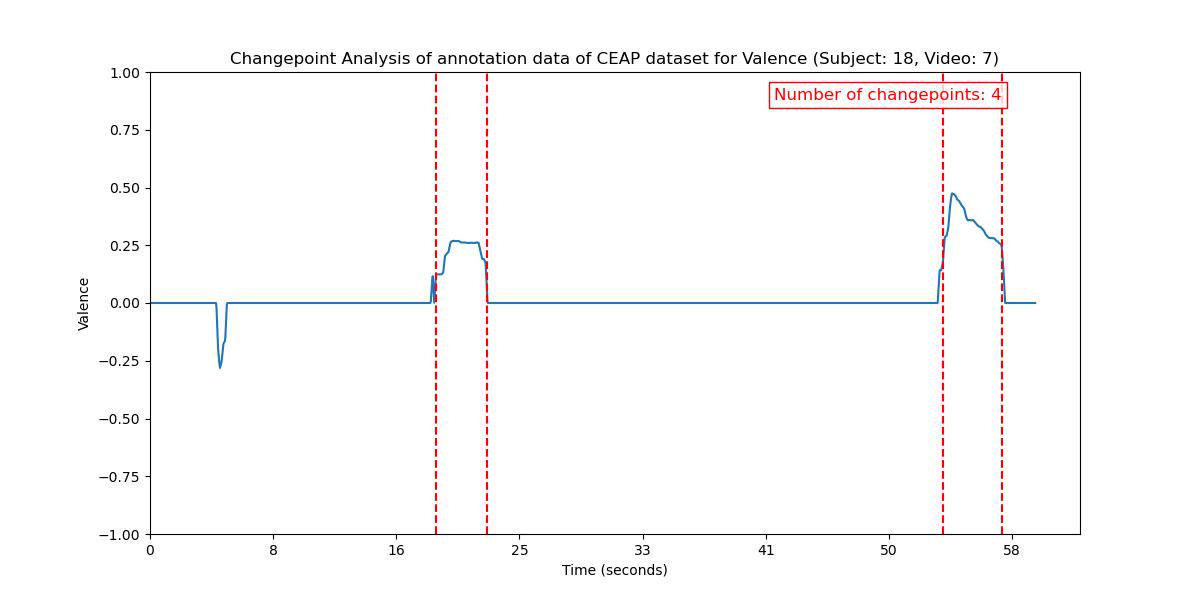 Changepoint Analysis of annotation data of CEAP dataset for Valence (Subject: 18, Video: 7)
Number of changepoints: 4
1.00
0.75
0.50
0.25
0.00
−0.25
−0.50
−0.75
−1.00
Valence
0 8 16 25 33 41 50 58
Time (seconds)